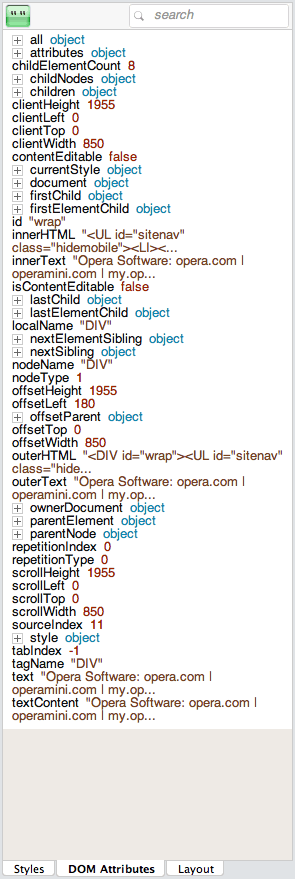 " "
search
all object
attributes object
childElementCount 8
childNodes object
children object
clientHeight 1955
clientLeft 0
clientTop 0
clientWidth 850
contentEditable false
currentStyle object
document object
firstChild object
firstElementChild object
id "wrap"
innerHTML "<UL id="sitenav"
class="hidemobile"><LI><...
innerText "Opera Software: opera.com |
operamini.com | my.op...
isContentEditable false
lastChild object
lastElementChild object
localName "DIV"
nextElementSibling object
nextSibling object
nodeName "DIV"
nodeType 1
offsetHeight 1955
offsetLeft 180
offsetParent object
offsetTop 0
offsetWidth 850
outerHTML "<DIV id="wrap"><UL id="sitenav"
class="hide...
outerText "Opera Software: opera.com |
operamini.com | my.op...
ownerDocument object
parentElement object
parentNode object
repetitionIndex 0
repetitionType 0
scrollHeight 1955
scrollLeft 0
scrollTop 0
scrollWidth 850
sourceIndex 11
style object
tabIndex -1
tagName "DIV"
text "Opera Software: opera.com |
operamini.com | my.op...
textContent "Opera Software: opera.com |
operamini.com | my.op...
Styles DOM Attributes Layout